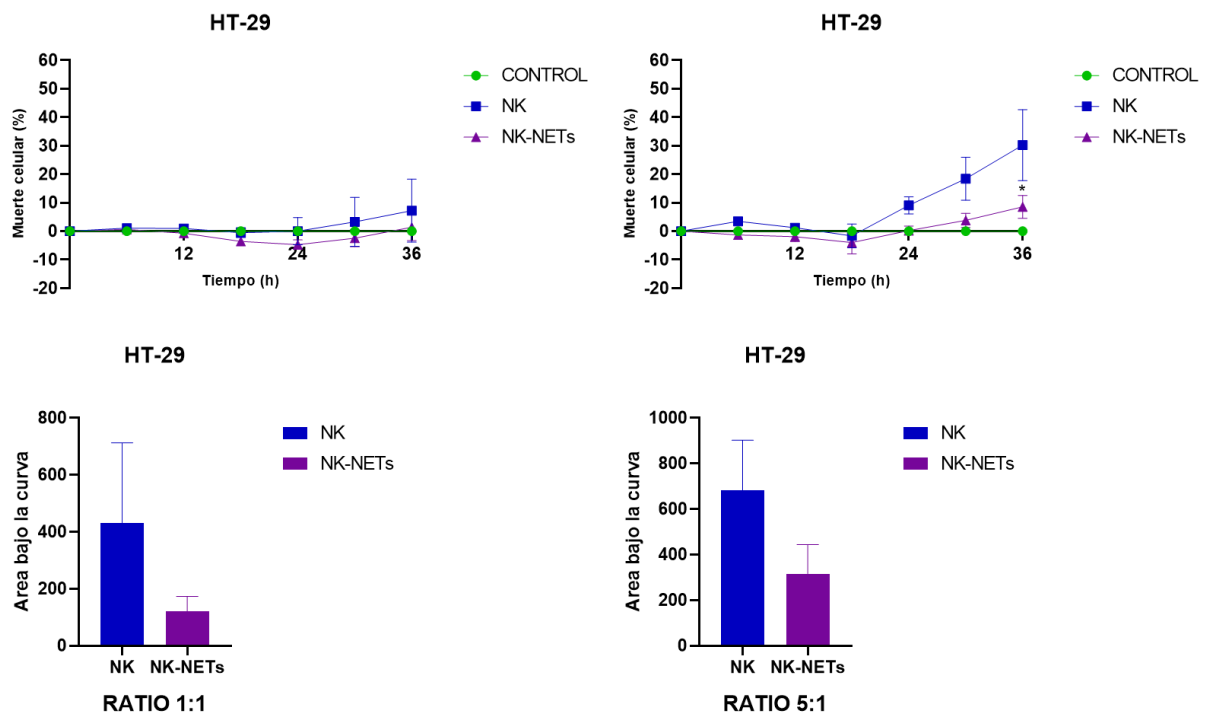 HT-29
60
50
40
30
20
10
0
-10
-20
Muerte celular (%)
12
24
36
Tiempo (h)
CONTROL
NK
NK-NETs
HT-29
60
50
40
30
20
10
0
-10
-20
Muerte celular (%)
*
12
24
36
Tiempo (h)
CONTROL
NK
NK-NETs
HT-29
800
600
400
200
0
Area bajo la curva
NK
NK-NETs
NK NK-NETs
RATIO 1:1
HT-29
1000
800
600
400
200
0
Area bajo la curva
NK
NK-NETs
NK NK-NETs
RATIO 5:1